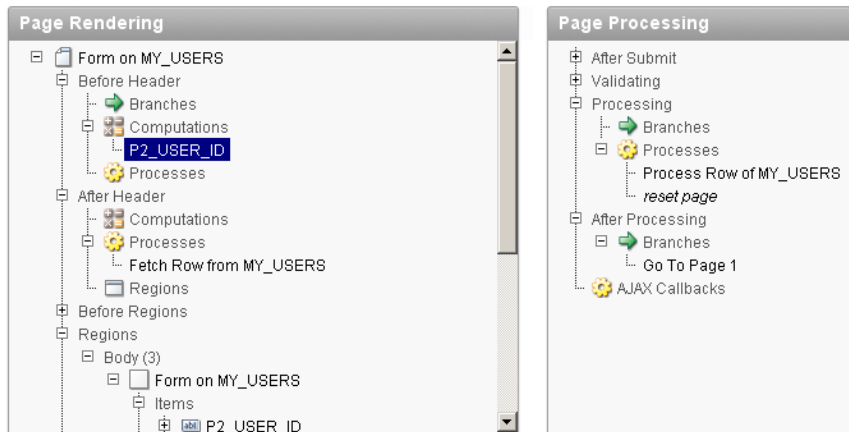 Page Rendering
Form on MY_USERS
Before Header
Branches
Computations
P2_USER_ID
Processes
After Header
Computations
Processes
Fetch Row from MY_USERS
Regions
Before Regions
Regions
Body (3)
Form on MY_USERS
Items
P2_USER_ID
Page Processing
After Submit
Validating
Processing
Branches
Processes
Process Row of MY_USERS
reset page
After Processing
Branches
Go To Page 1
AJAX Callbacks